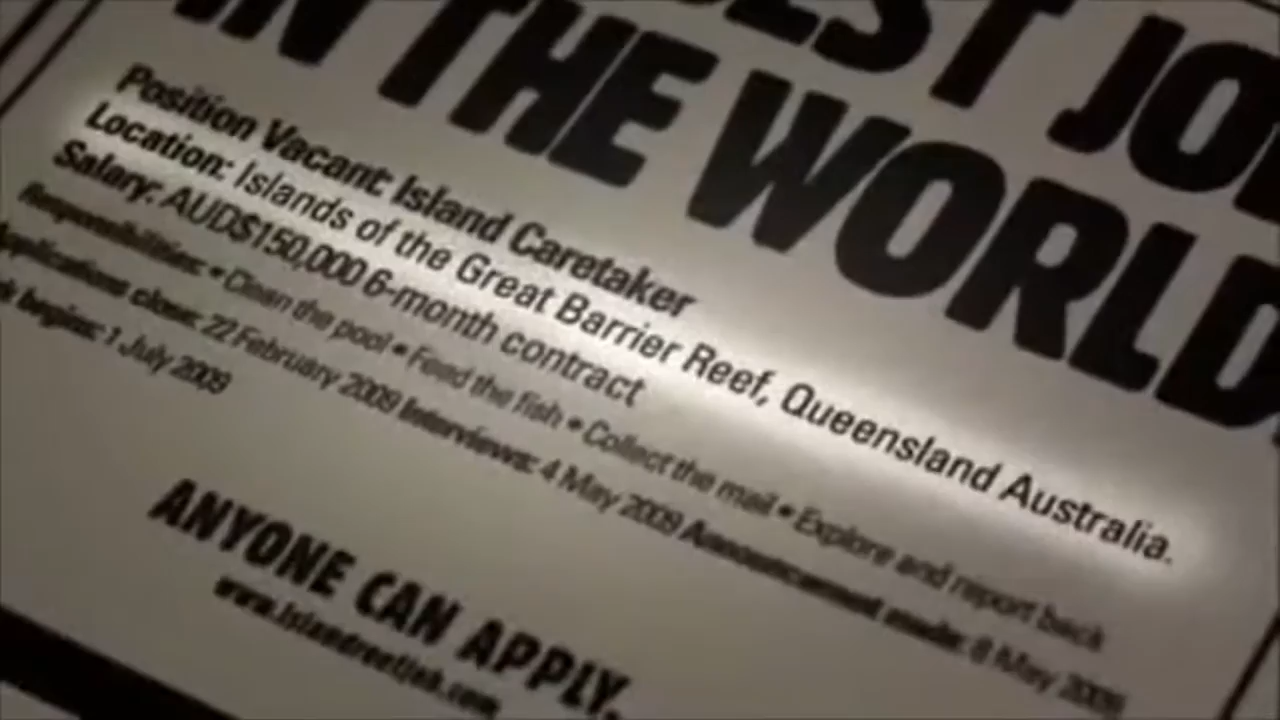 EST JO
IN THE WORLD
Position Vacant: Island Caretaker
Location: Islands of the Great Barrier Reef, Queensland Australia.
Salary: AUD$150,000 6-month contract
Responsibilities: • Clean the pool • Feed the fish • Collect the mail • Explore and report back
Applications close: 22 February 2009 Interviews: 4 May 2009 Announcement made: 6 May 2009
k begins: 1 July 2009
ANYONE CAN APPLY.
www.islandreefjob.com